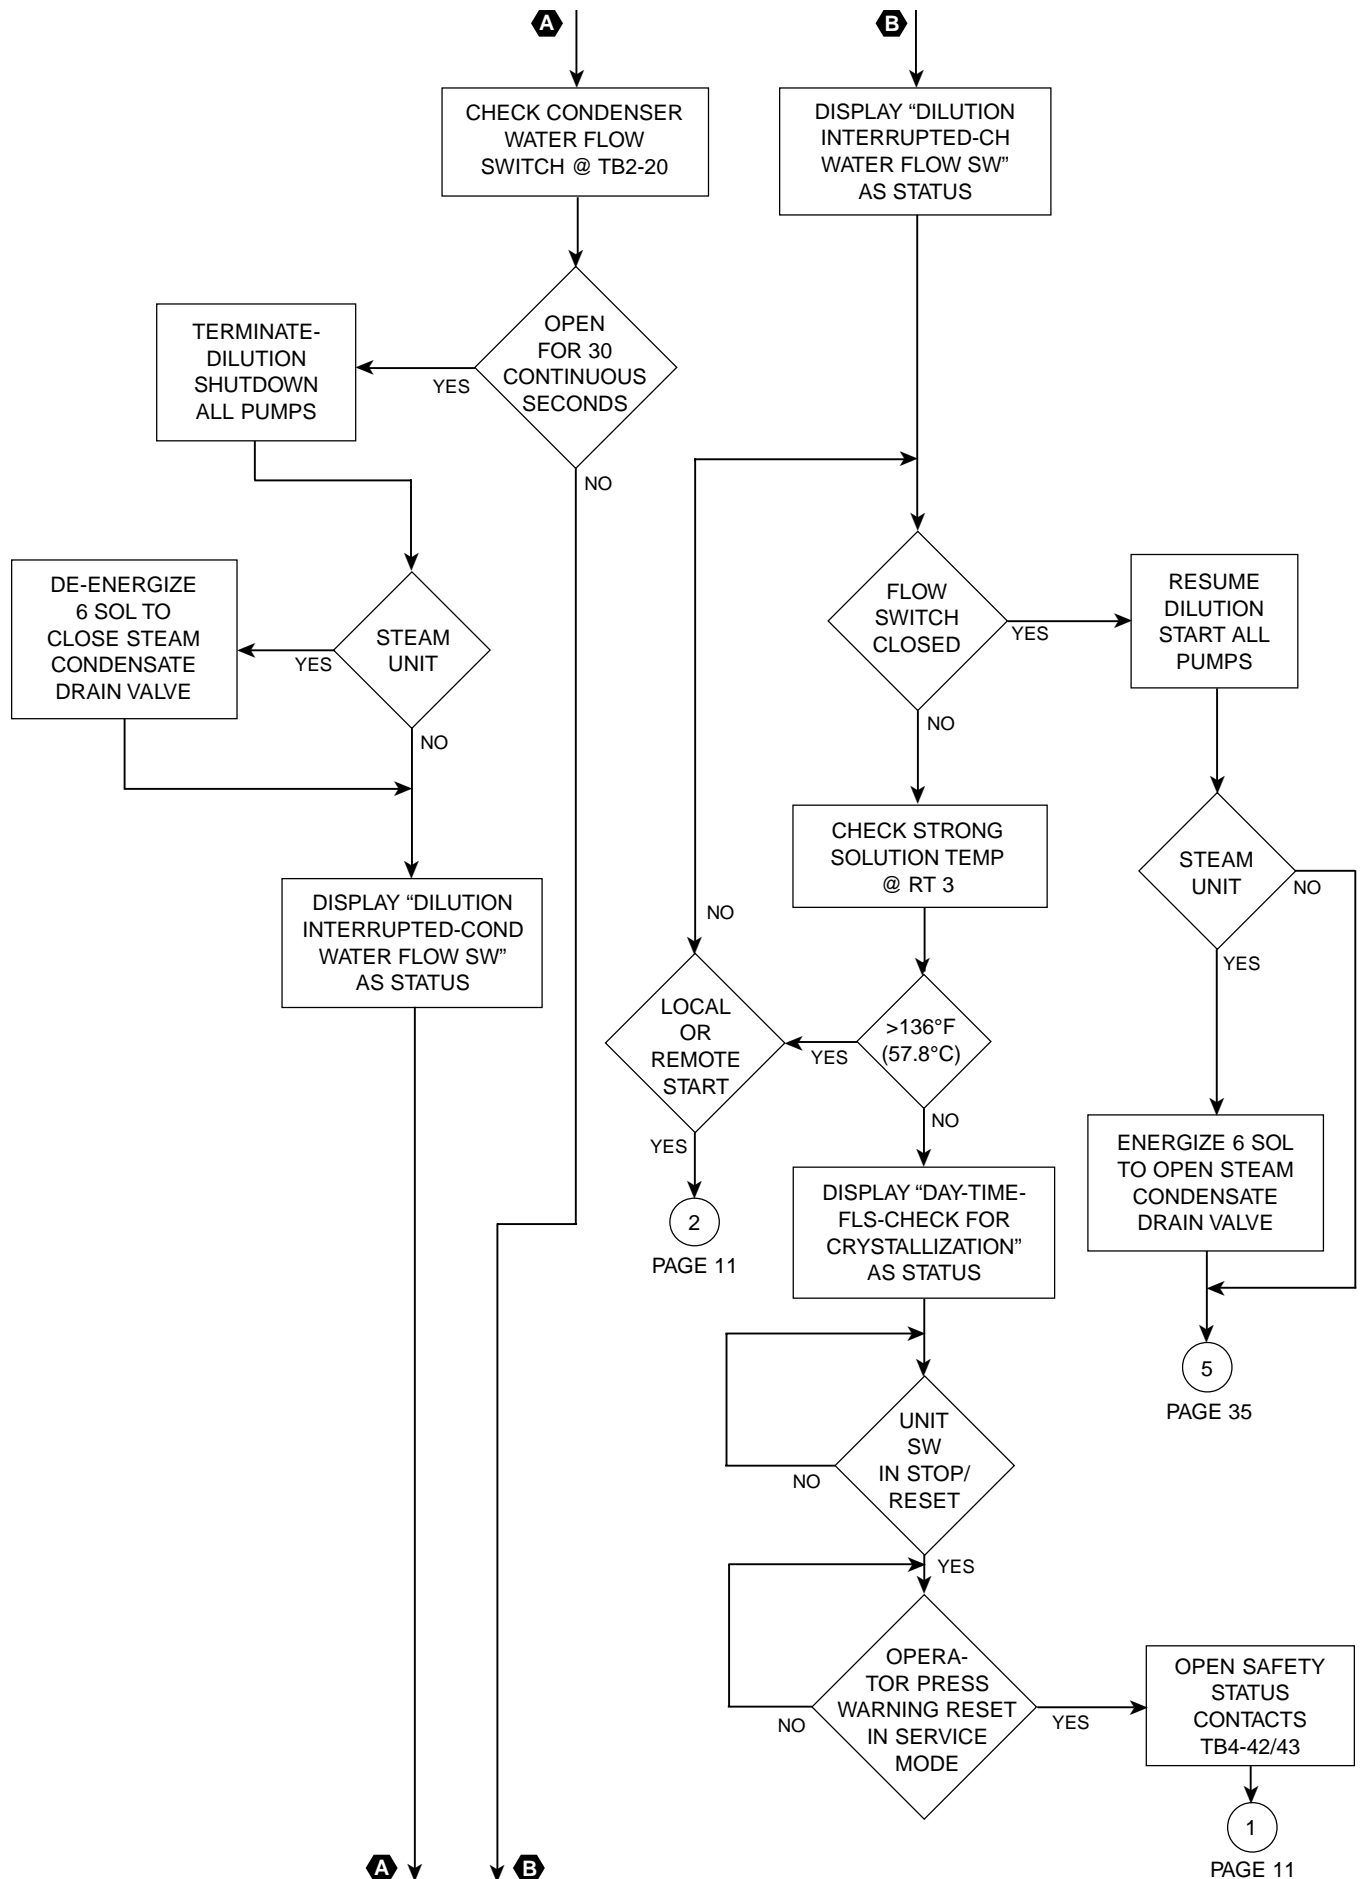 A
CHECK CONDENSER
WATER FLOW
SWITCH @ TB2-20
OPEN
FOR 30
CONTINUOUS
SECONDS
YES
NO
TERMINATE-
DILUTION
SHUTDOWN
ALL PUMPS
STEAM
UNIT
YES
NO
DE-ENERGIZE
6 SOL TO
CLOSE STEAM
CONDENSATE
DRAIN VALVE
DISPLAY “DILUTION
INTERRUPTED-COND
WATER FLOW SW”
AS STATUS
A
B
B
DISPLAY “DILUTION
INTERRUPTED-CH
WATER FLOW SW”
AS STATUS
FLOW
SWITCH
CLOSED
YES
NO
RESUME
DILUTION
START ALL
PUMPS
STEAM
UNIT
NO
YES
ENERGIZE 6 SOL
TO OPEN STEAM
CONDENSATE
DRAIN VALVE
5
PAGE 35
CHECK STRONG
SOLUTION TEMP
@ RT 3
>136°F
(57.8°C)
YES
NO
LOCAL
OR
REMOTE
START
NO
YES
2
PAGE 11
DISPLAY “DAY-TIME-
FLS-CHECK FOR
CRYSTALLIZATION”
AS STATUS
UNIT
SW
IN STOP/
RESET
NO
YES
OPERA-
TOR PRESS
WARNING RESET
IN SERVICE
MODE
NO
YES
OPEN SAFETY
STATUS
CONTACTS
TB4-42/43
1
PAGE 11